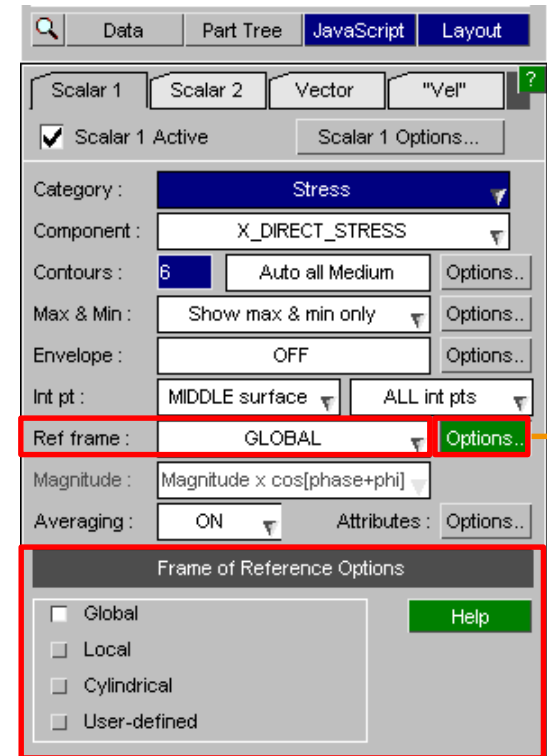 Data Part Tree JavaScript Layout
Scalar 1 Scalar 2 Vector "Vel" ?
Scalar 1 Active Scalar 1 Options...
Category : Stress
Component : X_DIRECT_STRESS
Contours : 6 Auto all Medium Options..
Max & Min : Show max & min only Options..
Envelope : OFF Options..
Int pt : MIDDLE surface ALL int pts
Ref frame : GLOBAL Options..
Magnitude : Magnitude x cos[phase+phi]
Averaging : ON Attributes : Options..
Frame of Reference Options
Global Help
Local
Cylindrical
User-defined